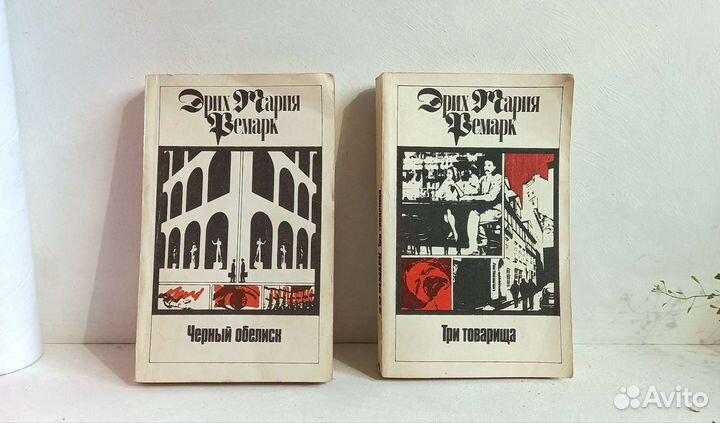 Эрих Мария
Ремарк
Черный обелиск
Эрих Мария
Ремарк
Три товарища
Avito